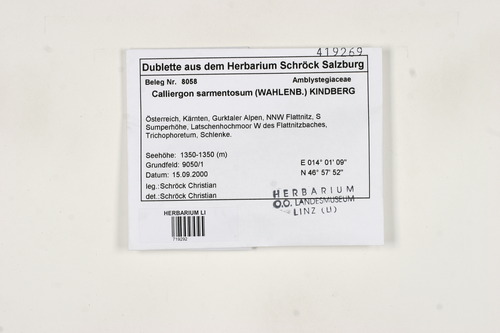 419269
Dublette aus dem Herbarium Schröck Salzburg
Beleg Nr. 8058 Amblystegiaceae
Calliergon sarmentosum (WAHLENB.) KINDBERG
Österreich, Kärnten, Gurktaler Alpen, NNW Flattnitz, S
Sumperhöhe, Latschenhochmoor W des Flattnitzbaches,
Trichophoretum, Schlenke.
Seehöhe: 1350-1350 (m)
Grundfeld: 9050/1 E 014° 01' 09"
Datum: 15.09.2000 N 46° 57' 52"
leg.: Schröck Christian
det.: Schröck Christian
HERBARIUM
O.Ö. LANDESMUSEUM
LINZ (LI)
HERBARIUM LI